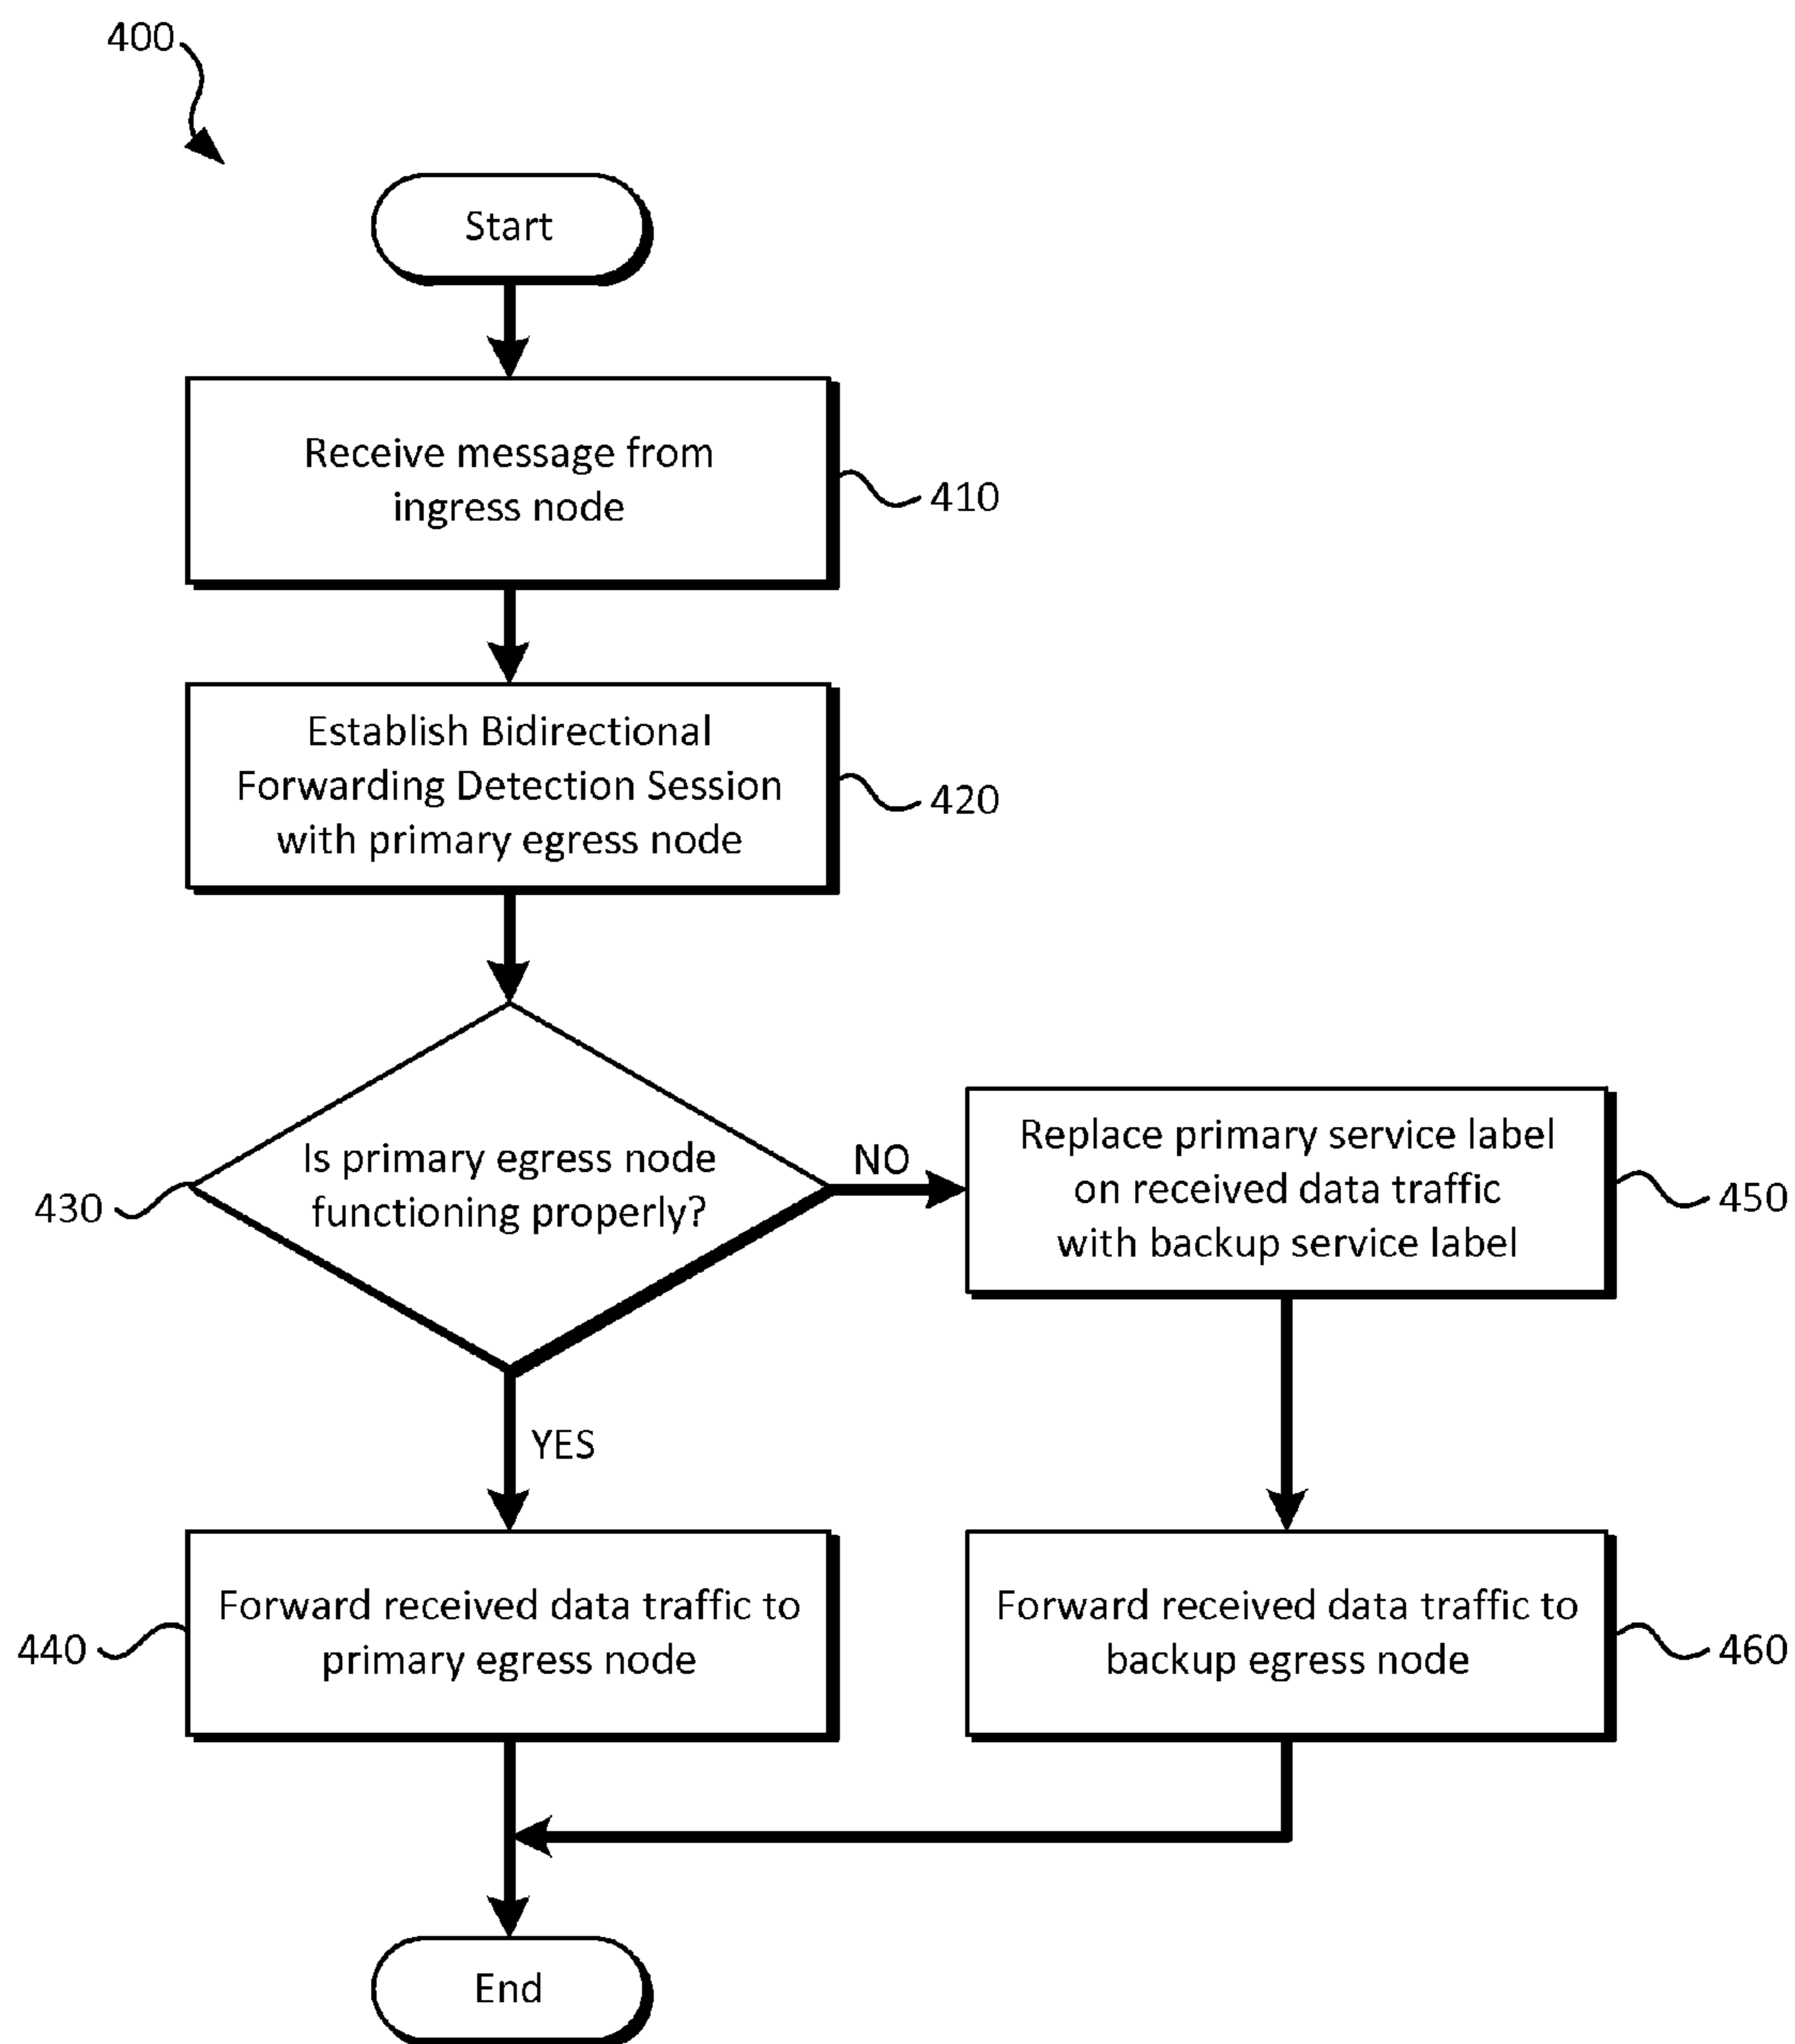 400
Start
Receive message from
ingress node
410
Establish Bidirectional
Forwarding Detection Session
with primary egress node
420
Is primary egress node
functioning properly?
430
NO
Replace primary service label
on received data traffic
with backup service label
450
YES
Forward received data traffic to
primary egress node
440
Forward received data traffic to
backup egress node
460
End